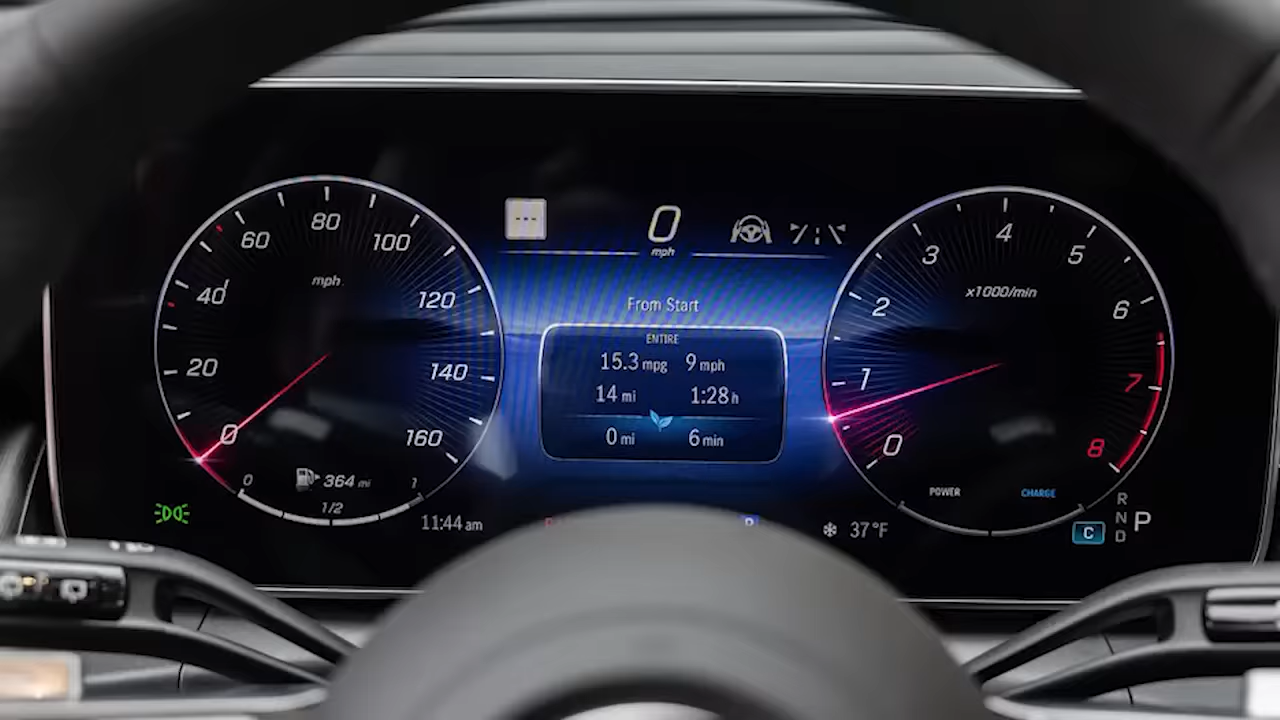 0
mph
20
40
60
80
100
120
140
160
0
mph
0 364 mi 1
1/2
11:44 am
From Start
ENTIRE
15.3 mpg 9 mph
14 mi 1:28 h
0 mi 6 min
0
1
2
3
4
5
6
7
8
x1000/min
POWER CHARGE
37°F
C
R
N
D
P